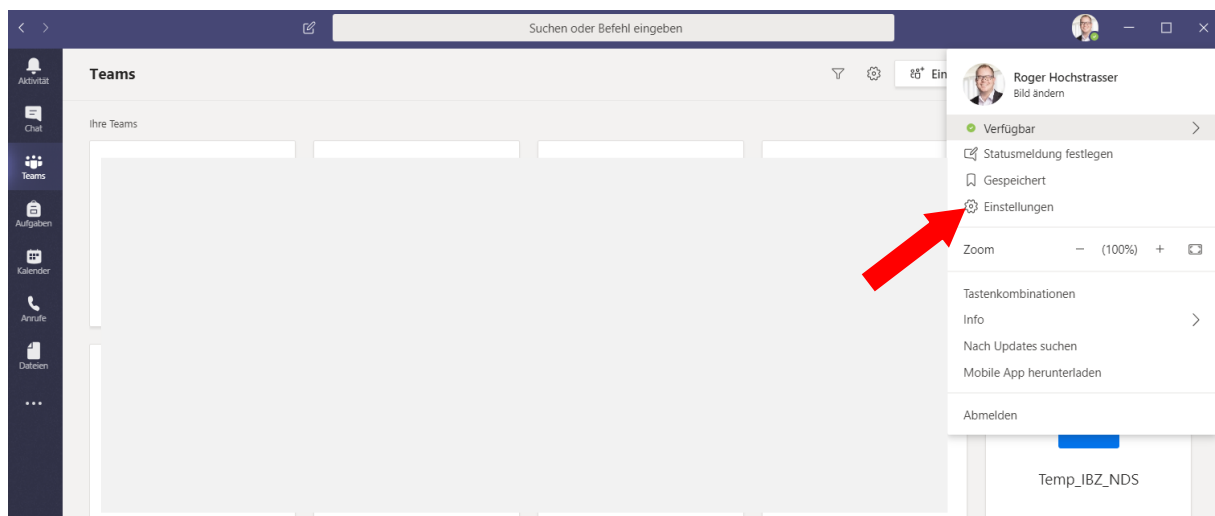 Suchen oder Befehl eingeben
Aktivität
Chat
Teams
Aufgaben
Kalender
Anrufe
Dateien
Teams
Ein
Ihre Teams
Roger Hochstrasser
Bild ändern
Verfügbar
Statusmeldung festlegen
Gespeichert
Einstellungen
Zoom − (100%) +
Tastenkombinationen
Info
Nach Updates suchen
Mobile App herunterladen
Abmelden
Temp_IBZ_NDS